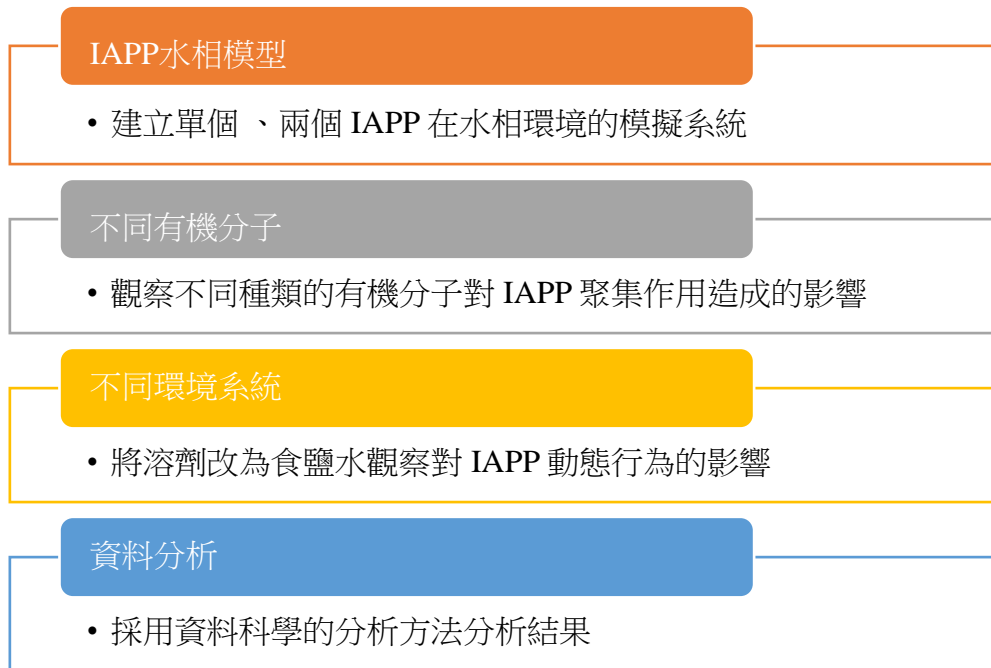 IAPP水相模型
• 建立單個 、兩個 IAPP 在水相環境的模擬系統
不同有機分子
• 觀察不同種類的有機分子對 IAPP 聚集作用造成的影響
不同環境系統
• 將溶劑改為食鹽水觀察對 IAPP 動態行為的影響
資料分析
• 採用資料科學的分析方法分析結果